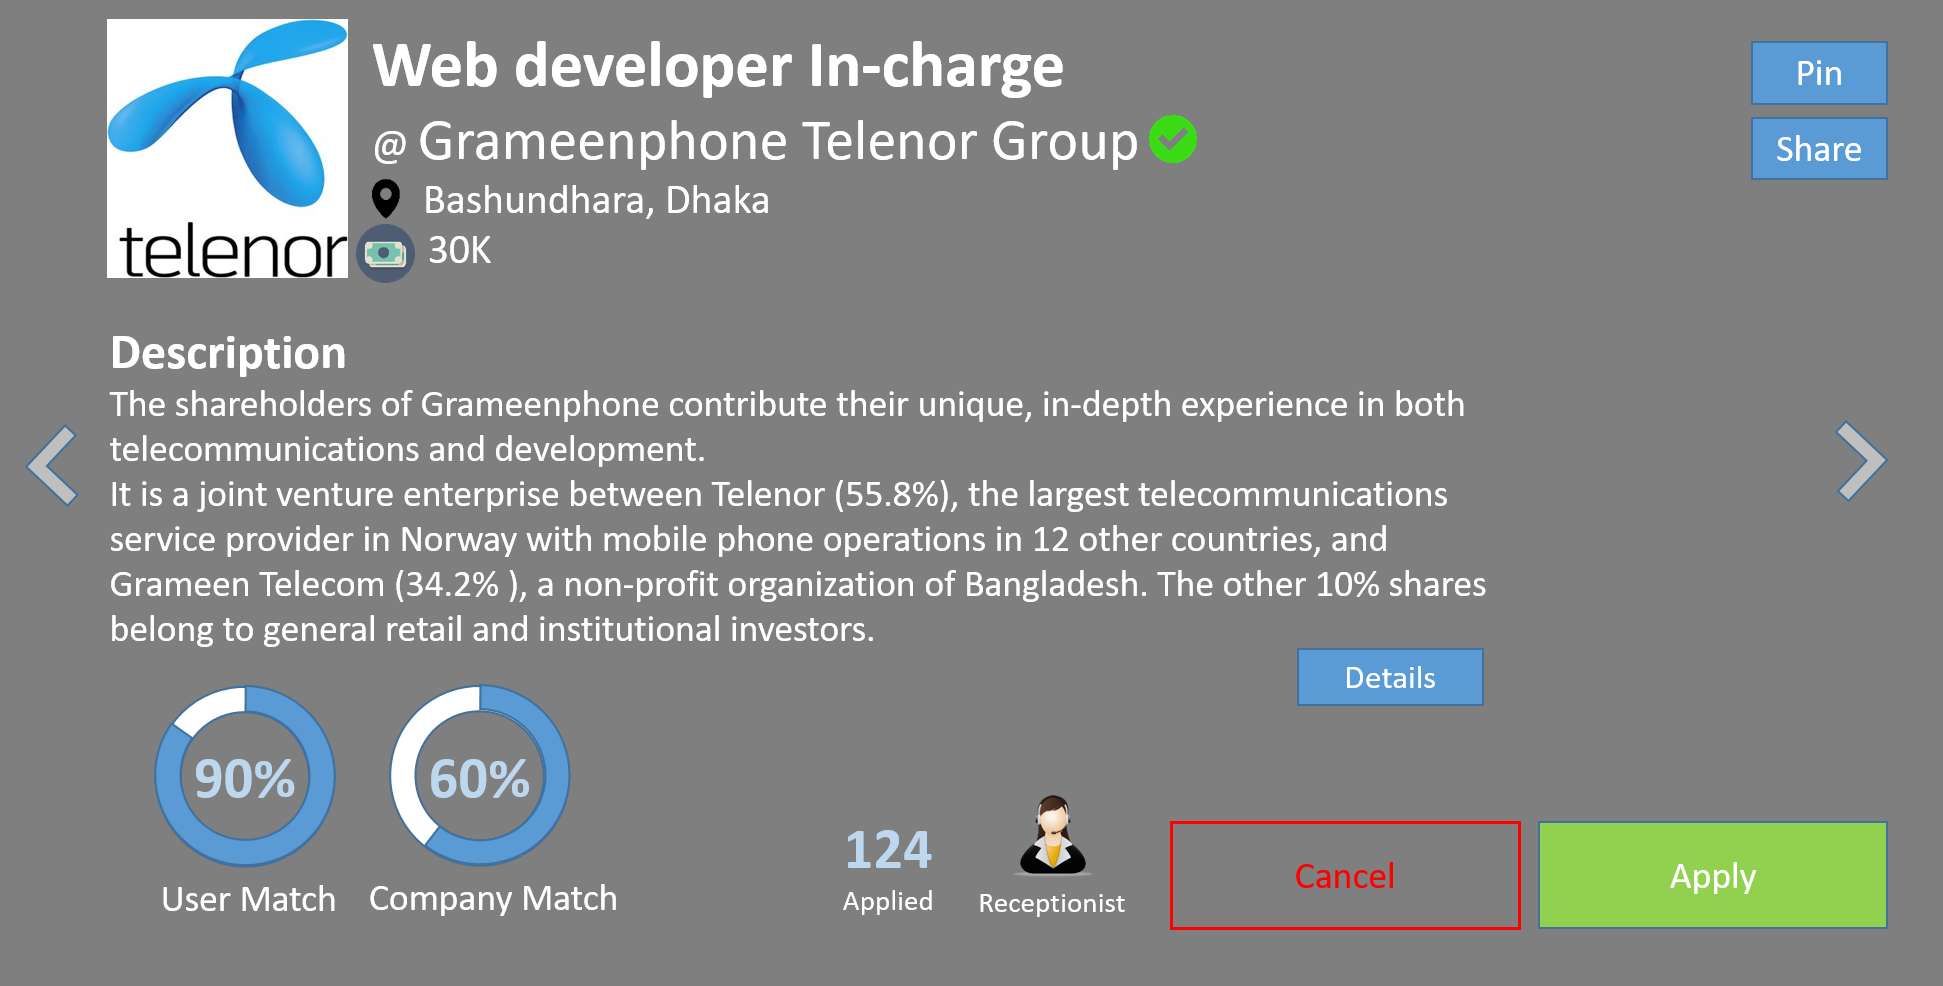 telenor
Web developer In-charge
@ Grameenphone Telenor Group
Bashundhara, Dhaka
30K
Pin
Share
Description
The shareholders of Grameenphone contribute their unique, in-depth experience in both
telecommunications and development.
It is a joint venture enterprise between Telenor (55.8%), the largest telecommunications
service provider in Norway with mobile phone operations in 12 other countries, and
Grameen Telecom (34.2% ), a non-profit organization of Bangladesh. The other 10% shares
belong to general retail and institutional investors.
Details
90%
User Match
60%
Company Match
124
Applied
Receptionist
Cancel
Apply